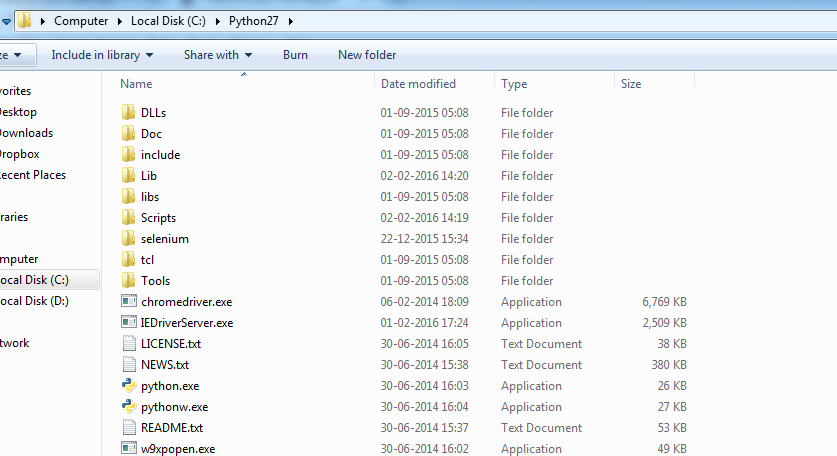 Computer Local Disk (C:) Python27
ze Include in library Share with Burn New folder
Name Date modified Type Size
vorites
Desktop
Downloads
Dropbox
Recent Places
raries
mputer
ocal Disk (C:)
ocal Disk (D:)
twork
DLLs 01-09-2015 05:08 File folder
Doc 01-09-2015 05:08 File folder
include 01-09-2015 05:08 File folder
Lib 02-02-2016 14:20 File folder
libs 01-09-2015 05:08 File folder
Scripts 02-02-2016 14:19 File folder
selenium 22-12-2015 15:34 File folder
tcl 01-09-2015 05:08 File folder
Tools 01-09-2015 05:08 File folder
chromedriver.exe 06-02-2014 18:09 Application 6,769 KB
IEDriverServer.exe 01-02-2016 17:24 Application 2,509 KB
LICENSE.txt 30-06-2014 16:05 Text Document 38 KB
NEWS.txt 30-06-2014 15:38 Text Document 380 KB
python.exe 30-06-2014 16:03 Application 26 KB
pythonw.exe 30-06-2014 16:04 Application 27 KB
README.txt 30-06-2014 15:37 Text Document 53 KB
w9xpopen.exe 30-06-2014 16:02 Application 49 KB